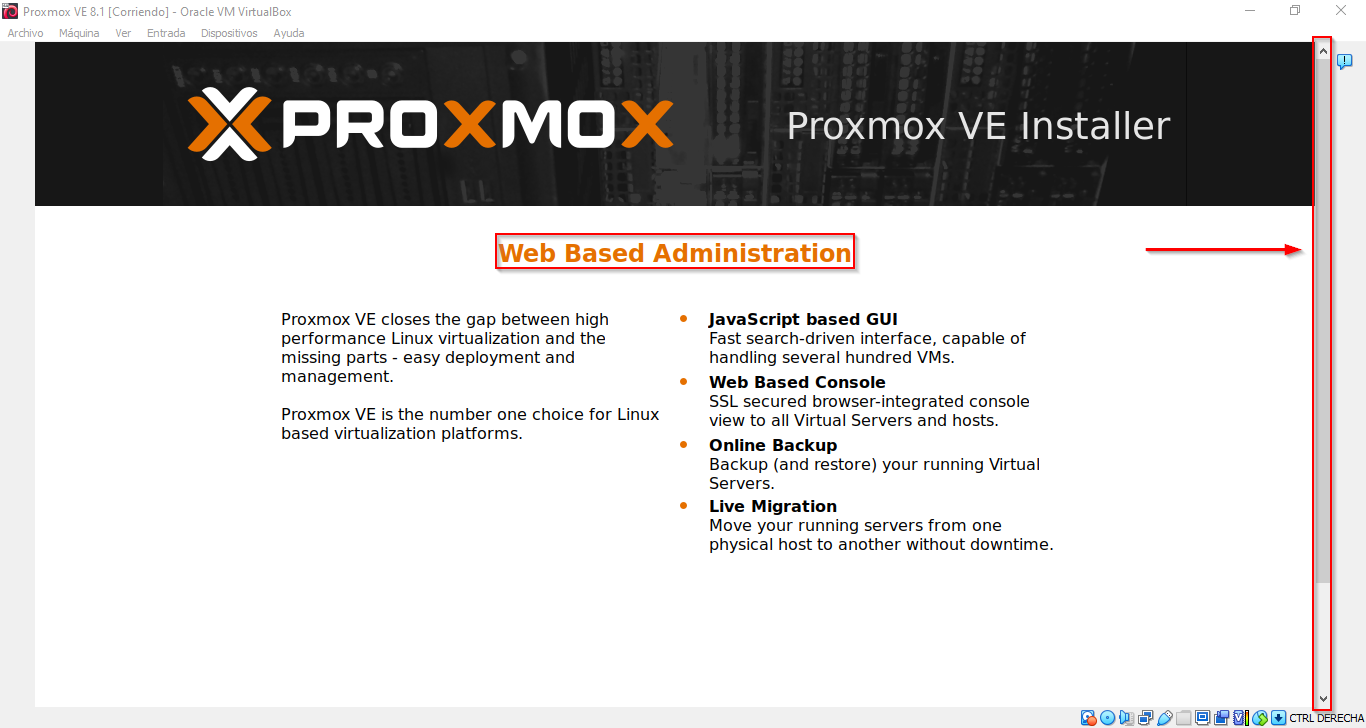 Proxmox VE 8.1 [Corriendo] - Oracle VM VirtualBox
Archivo Máquina Ver Entrada Dispositivos Ayuda
PROXMOX
Proxmox VE Installer
LL
Web Based Administration
Proxmox VE closes the gap between high
performance Linux virtualization and the
missing parts - easy deployment and
management.
Proxmox VE is the number one choice for Linux
based virtualization platforms.
JavaScript based GUI
Fast search-driven interface, capable of
handling several hundred VMs.
Web Based Console
SSL secured browser-integrated console
view to all Virtual Servers and hosts.
Online Backup
Backup (and restore) your running Virtual
Servers.
Live Migration
Move your running servers from one
physical host to another without downtime.
CTRL DERECHA